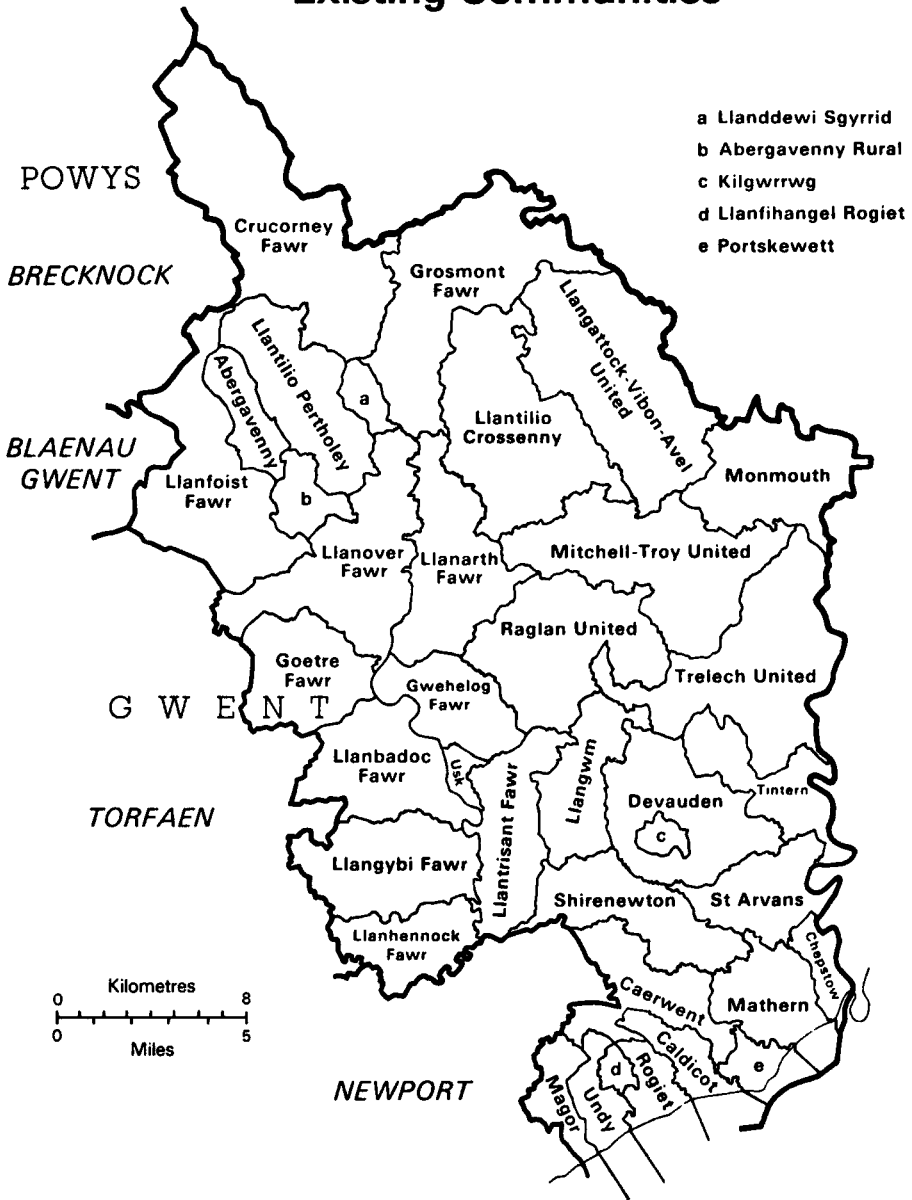 Existing Communities
a Llanddewi Sgyrrid
b Abergavenny Rural
c Kilgwrrwg
d Llanfihangel Rogiet
e Portskewett
POWYS
BRECKNOCK
BLAENAU
GWENT
GWENT
TORFAEN
NEWPORT
Crucorney
Fawr
Grosmont
Fawr
Llangattock-Vibon-Avel
United
Llantilio Pertholey
Abergavenny
a
Llantilio
Crossenny
Monmouth
Llanfoist
Fawr
b
Llanover
Fawr
Llanarth
Fawr
Mitchell-Troy United
Raglan United
Goetre
Fawr
Gwehelog
Fawr
Trelech United
Llanbadoc
Fawr
Usk
Llantrisant Fawr
Llangwm
Devauden
Tintern
c
Llangybi Fawr
Shirenewton
St Arvans
Llanhennock
Fawr
Chepstow
Caerwent
Mathern
Caldicot
e
d
Rogiet
Undy
Magor
Kilometres
0 8
0 5
Miles